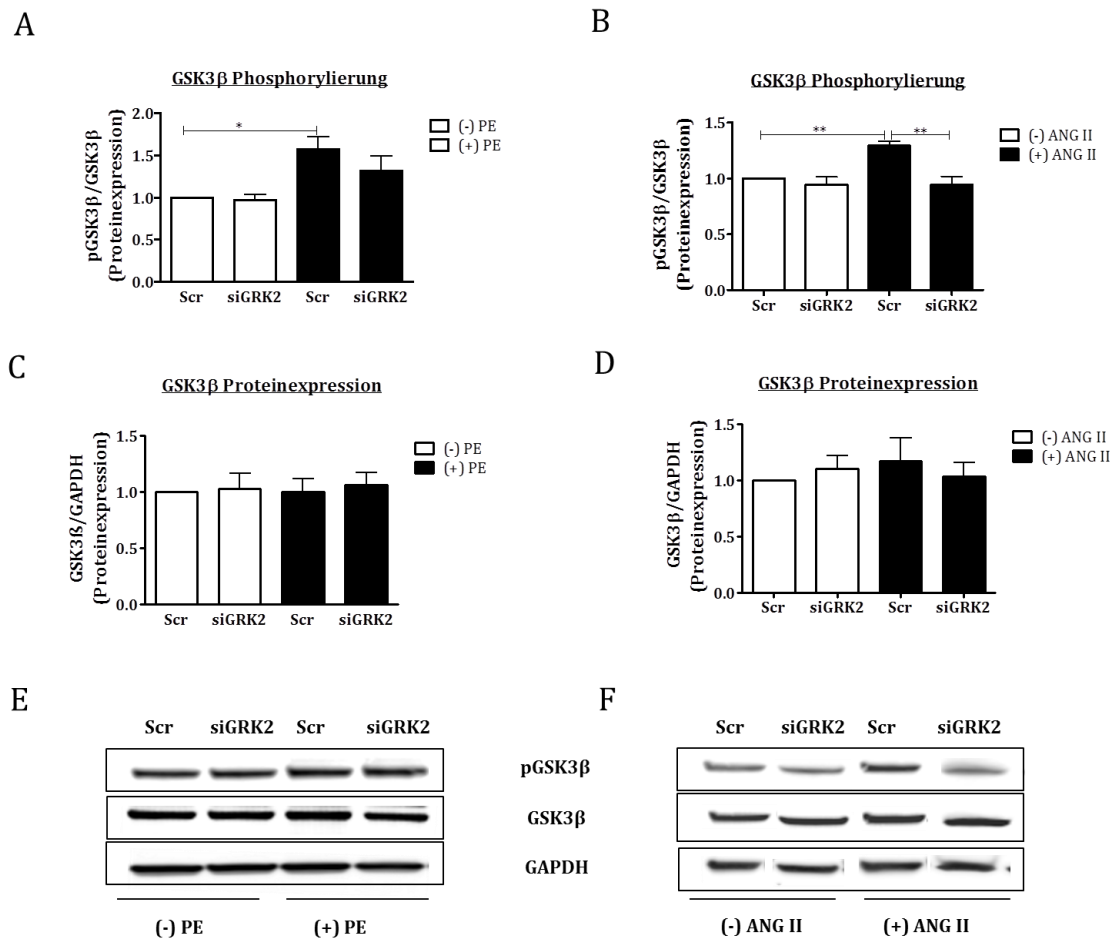 A
GSK3β Phosphorylierung
pGSK3β/GSK3β
(Proteinexpression)
2.0
1.5
1.0
0.5
0.0
*
Scr siGRK2 Scr siGRK2
(-) PE
(+) PE
B
GSK3β Phosphorylierung
pGSK3β/GSK3β
(Proteinexpression)
1.5
1.0
0.5
0.0
** **
Scr siGRK2 Scr siGRK2
(-) ANG II
(+) ANG II
C
GSK3β Proteinexpression
GSK3ß/GAPDH
(Proteinexpression)
1.5
1.0
0.5
0.0
Scr siGRK2 Scr siGRK2
(-) PE
(+) PE
D
GSK3β Proteinexpression
GSK3β/GAPDH
(Proteinexpression)
1.5
1.0
0.5
0.0
Scr siGRK2 Scr siGRK2
(-) ANG II
(+) ANG II
E
Scr siGRK2 Scr siGRK2
pGSK3β
GSK3β
GAPDH
(-) PE (+) PE
F
Scr siGRK2 Scr siGRK2
(-) ANG II (+) ANG II